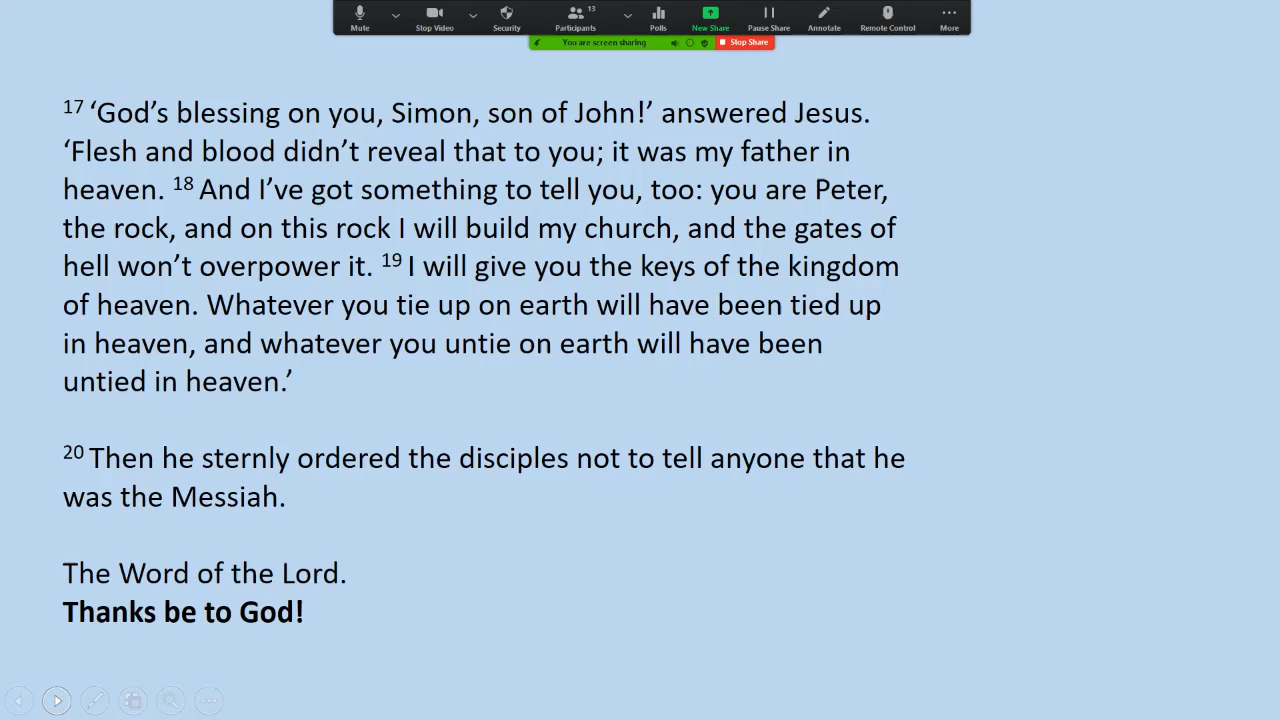 13
Mute
Stop Video
Security
Participants
Polls
New Share
Pause Share
Annotate
Remote Control
More
You are screen sharing
Stop Share
17 ‘God’s blessing on you, Simon, son of John!’ answered Jesus.
‘Flesh and blood didn’t reveal that to you; it was my father in
heaven. 18 And I’ve got something to tell you, too: you are Peter,
the rock, and on this rock I will build my church, and the gates of
hell won’t overpower it. 19 I will give you the keys of the kingdom
of heaven. Whatever you tie up on earth will have been tied up
in heaven, and whatever you untie on earth will have been
untied in heaven.’
20 Then he sternly ordered the disciples not to tell anyone that he
was the Messiah.
The Word of the Lord.
Thanks be to God!